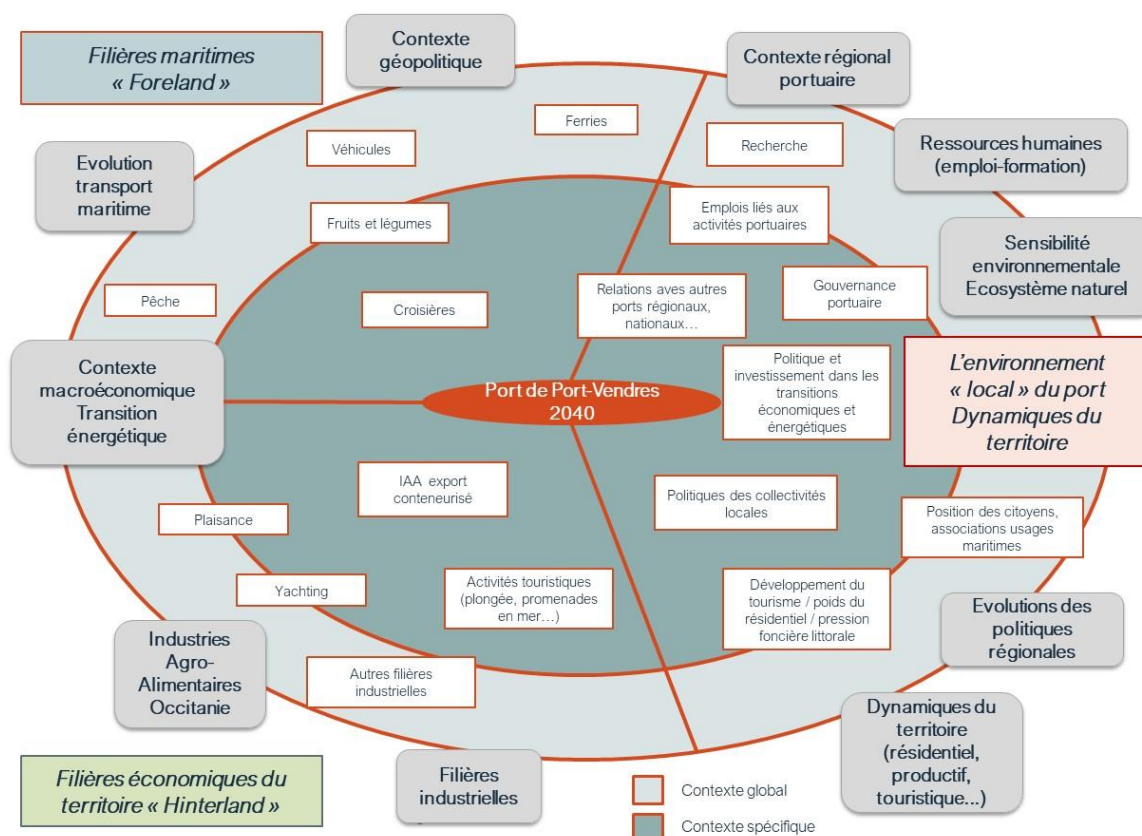 Filières maritimes
« Foreland »
Contexte
géopolitique
Contexte régional
portuaire
Ferries
Véhicules
Recherche
Evolution
transport
maritime
Ressources humaines
(emploi-formation)
Fruits et légumes
Emplois liés aux
activités portuaires
Sensibilité
environnementale
Ecosystème naturel
Pêche
Croisières
Relations aves autres
ports régionaux,
nationaux…
Gouvernance
portuaire
Contexte
macroéconomique
Transition
énergétique
Port de Port-Vendres
2040
Politique et
investissement dans les
transitions
économiques et
énergétiques
L'environnement
« local » du port
Dynamiques du
territoire
IAA export
conteneurisé
Politiques des collectivités
locales
Plaisance
Position des citoyens,
associations usages
maritimes
Yachting
Activités touristiques
(plongée, promenades
en mer…)
Développement du
tourisme / poids du
résidentiel / pression
foncière littorale
Evolutions des
politiques
régionales
Industries
Agro-
Alimentaires
Occitanie
Autres filières
industrielles
Dynamiques du
territoire
(résidentiel,
productif,
touristique…)
Filières économiques du
territoire « Hinterland »
Filières
industrielles
Contexte global
Contexte spécifique